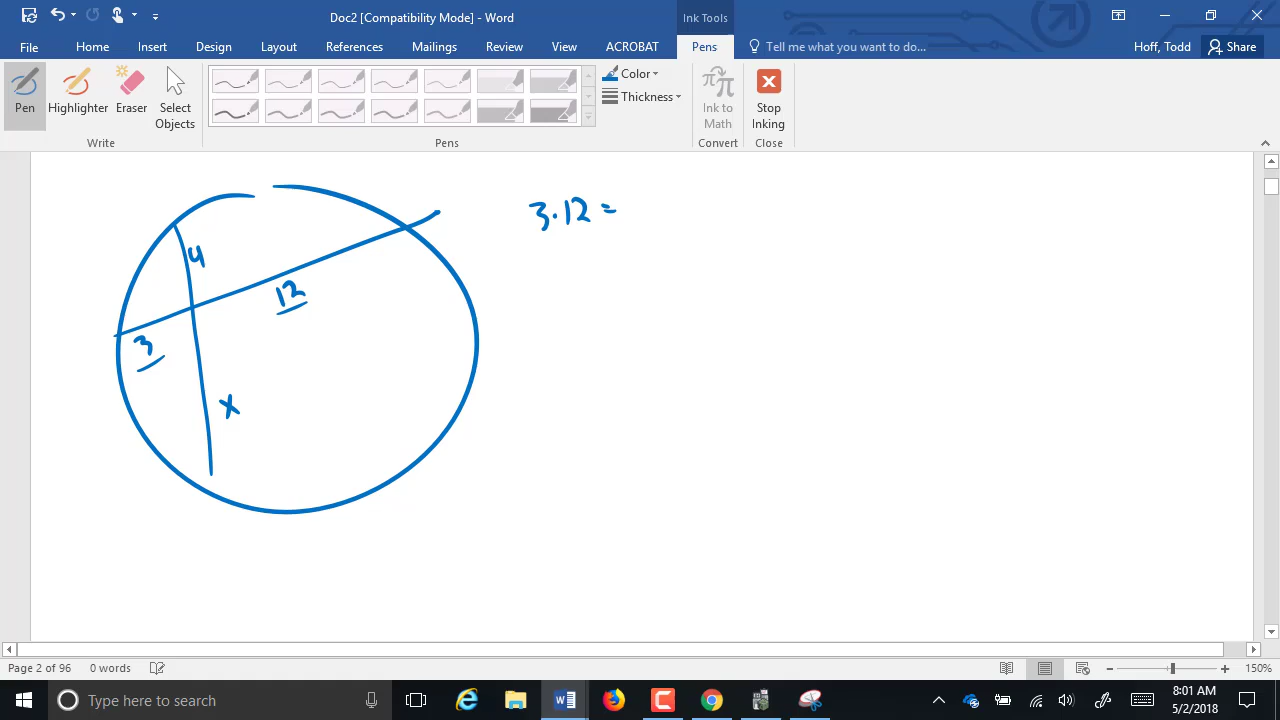 Doc2 [Compatibility Mode] - Word
Ink Tools
File Home Insert Design Layout References Mailings Review View ACROBAT Pens Tell me what you want to do... Hoff, Todd Share
Pen Highlighter Eraser Select Objects
Color
Thickness
Ink to Math
Stop Inking
Write Pens Convert Close
3·12 =
4
12
3
x
Page 2 of 96 0 words 150%
Type here to search
8:01 AM
5/2/2018